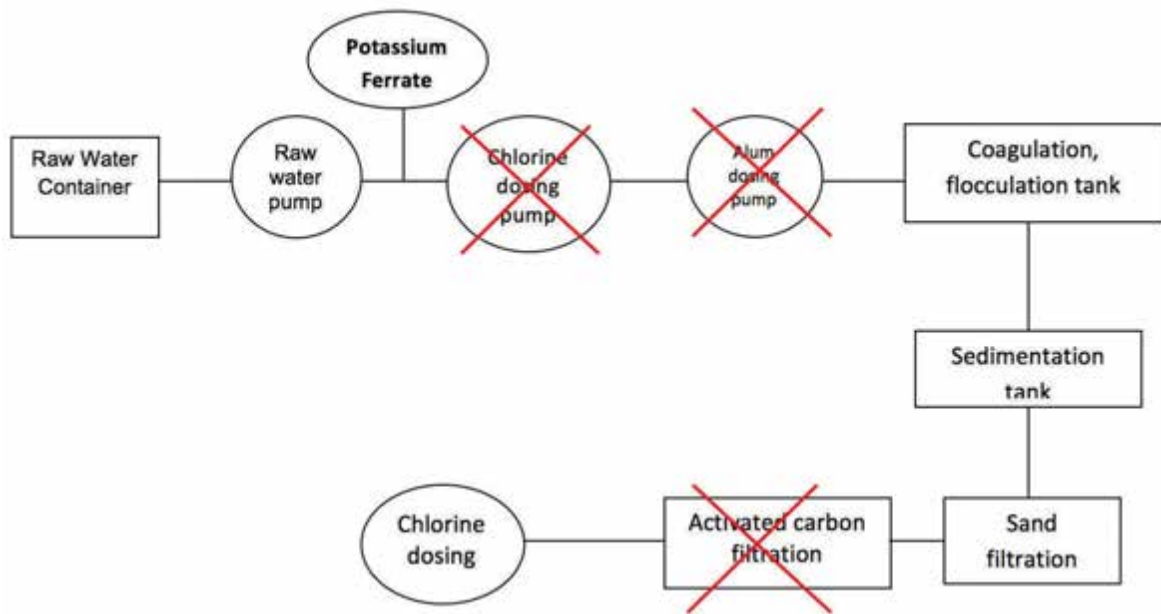 Potassium
Ferrate
Raw Water
Container
Raw
water
pump
Chlorine
dosing
pump
Alum
dosing
pump
Coagulation,
flocculation tank
Sedimentation
tank
Sand
filtration
Activated carbon
filtration
Chlorine
dosing